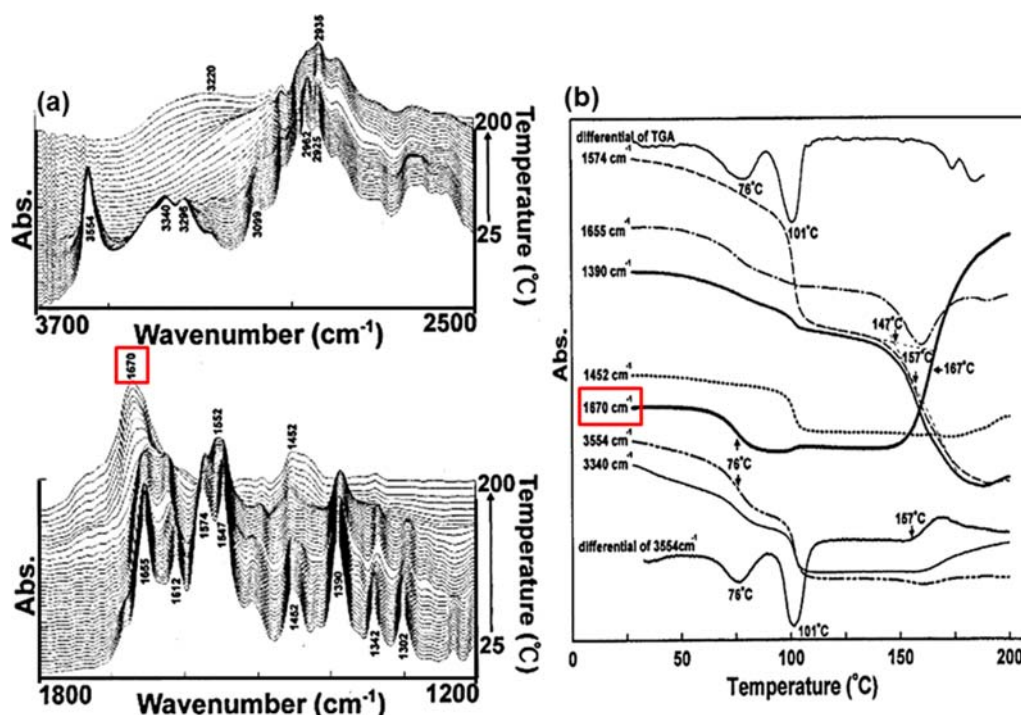 (a)
3220
2935
2962
2925
3554
3340
3296
3099
Abs.
200
25
Temperature (°C)
3700
2500
Wavenumber (cm⁻¹)
1670
1552
1452
1655
1612
1574
1547
1452
1390
1342
1302
Abs.
200
25
Temperature (°C)
1800
1200
Wavenumber (cm⁻¹)
(b)
differential of TGA
1574 cm⁻¹
76°C
101°C
1655 cm⁻¹
1390 cm⁻¹
147°C
157°C
167°C
1452 cm⁻¹
1670 cm⁻¹
3554 cm⁻¹
76°C
3340 cm⁻¹
157°C
differential of 3554cm⁻¹
76°C
101°C
Abs.
0
50
100
150
200
Temperature (°C)